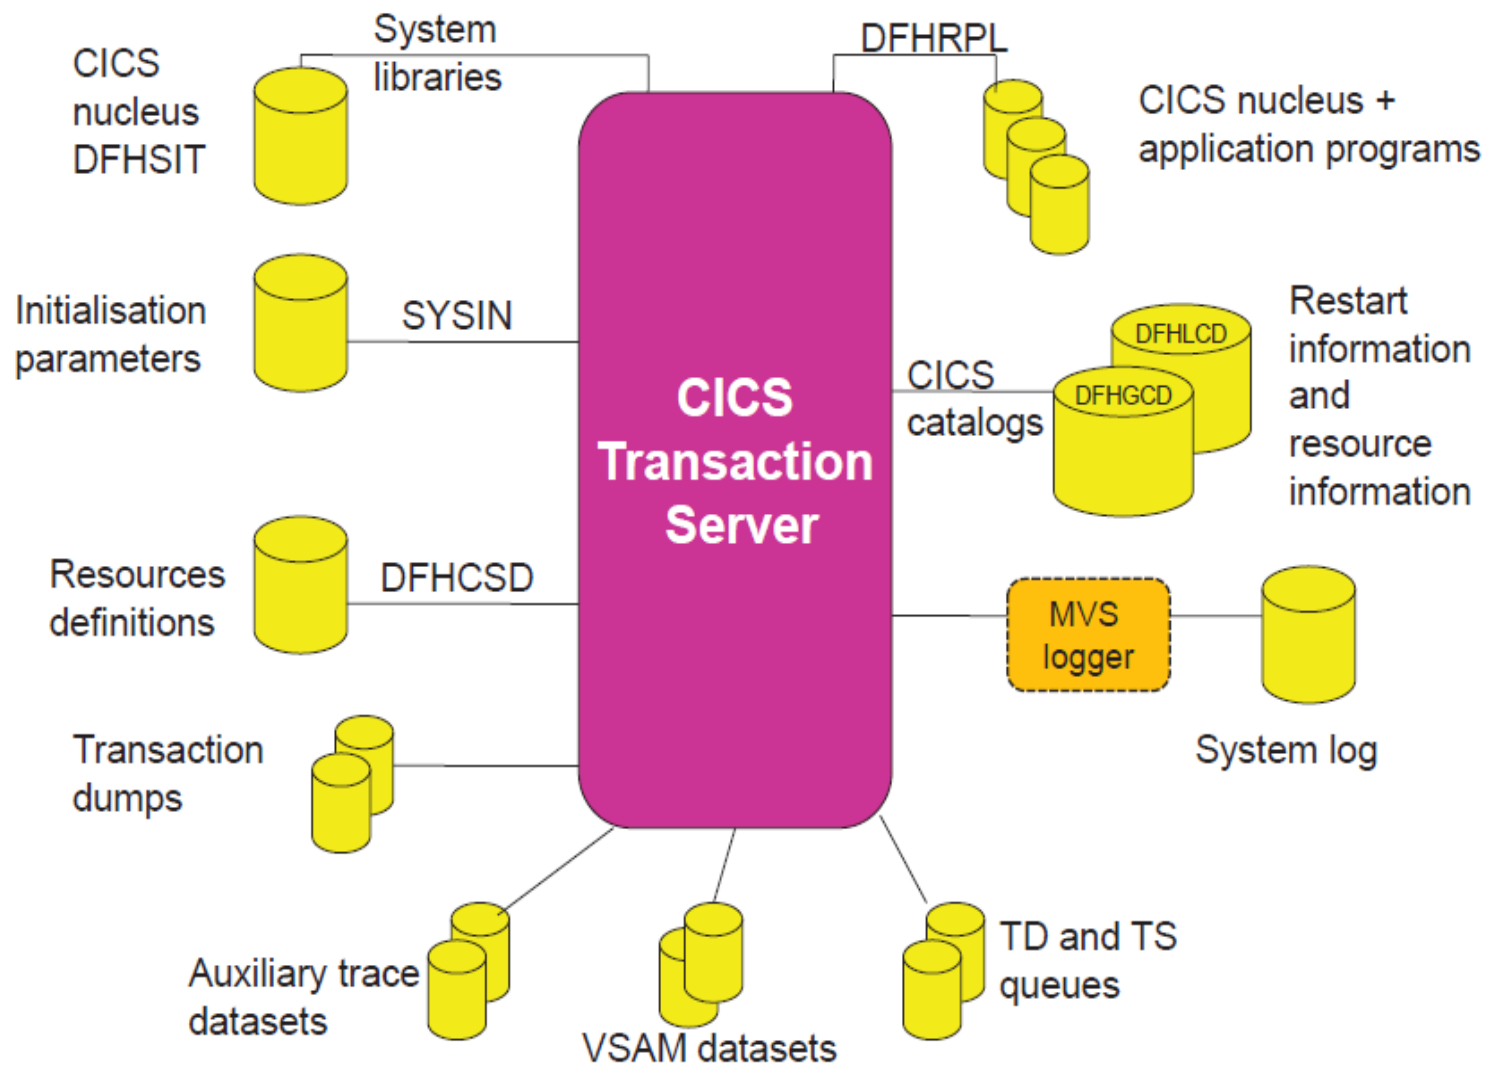 System
libraries
DFHRPL
CICS
nucleus
DFHSIT
CICS nucleus +
application programs
Initialisation
parameters
SYSIN
CICS
Transaction
Server
CICS
catalogs
DFHLCD
DFHGCD
Restart
information
and
resource
information
Resources
definitions
DFHCSD
MVS
logger
System log
Transaction
dumps
Auxiliary trace
datasets
VSAM datasets
TD and TS
queues